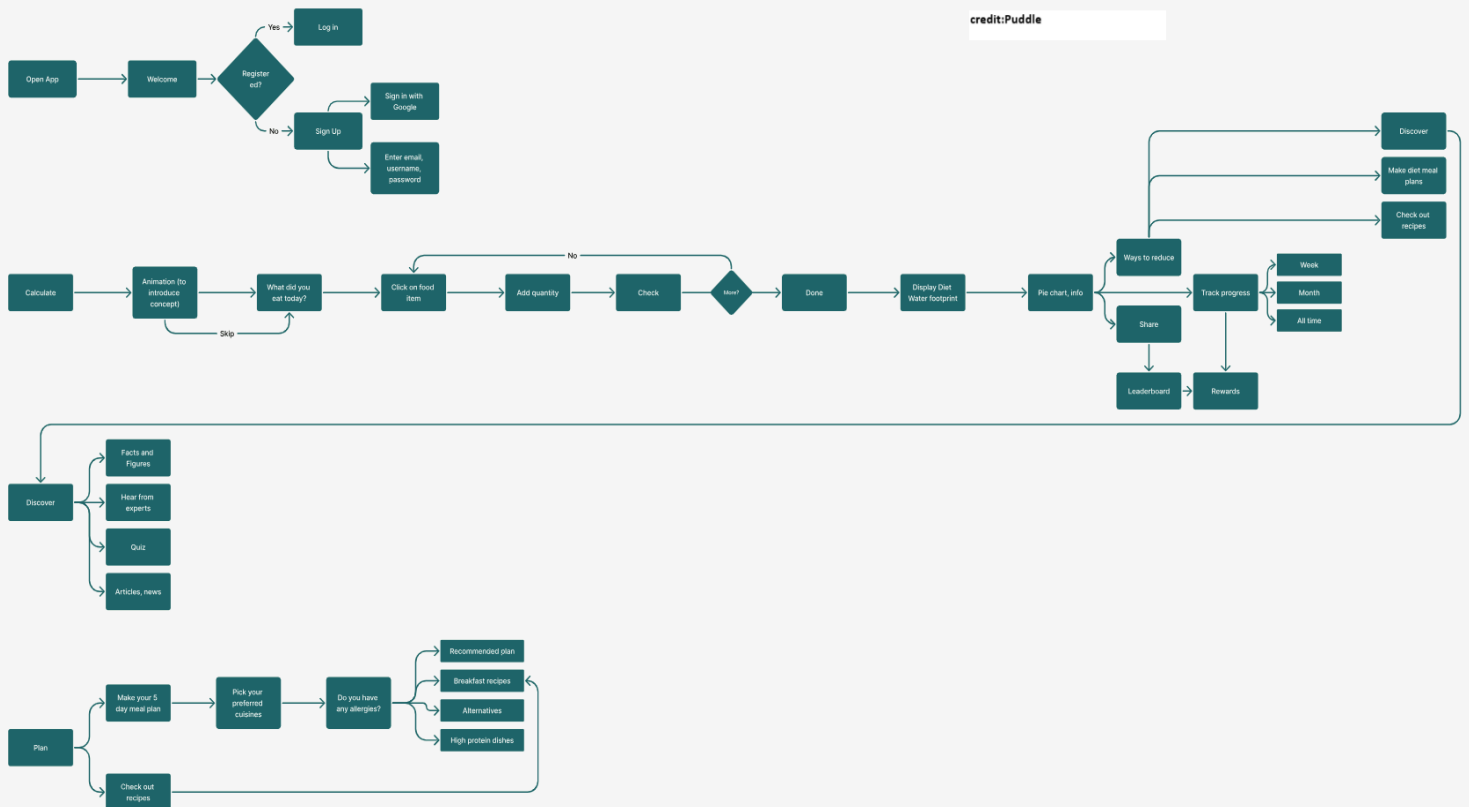 credit:Puddle
Yes
Log in
Open App
Welcome
Register
ed?
Sign in with
Google
No
Sign Up
Enter email,
username,
password
Discover
Make diet meal
plans
Check out
recipes
No
Ways to reduce
Calculate
Animation (to
introduce
concept)
What did you
eat today?
Click on food
item
Add quantity
Check
More?
Done
Display Diet
Water footprint
Pie chart, info
Track progress
Week
Month
All time
Skip
Share
Leaderboard
Rewards
Facts and
Figures
Discover
Hear from
experts
Quiz
Articles, news
Recommended plan
Make your 5
day meal plan
Pick your
preferred
cuisines
Do you have
any allergies?
Breakfast recipes
Alternatives
High protein dishes
Plan
Check out
recipes